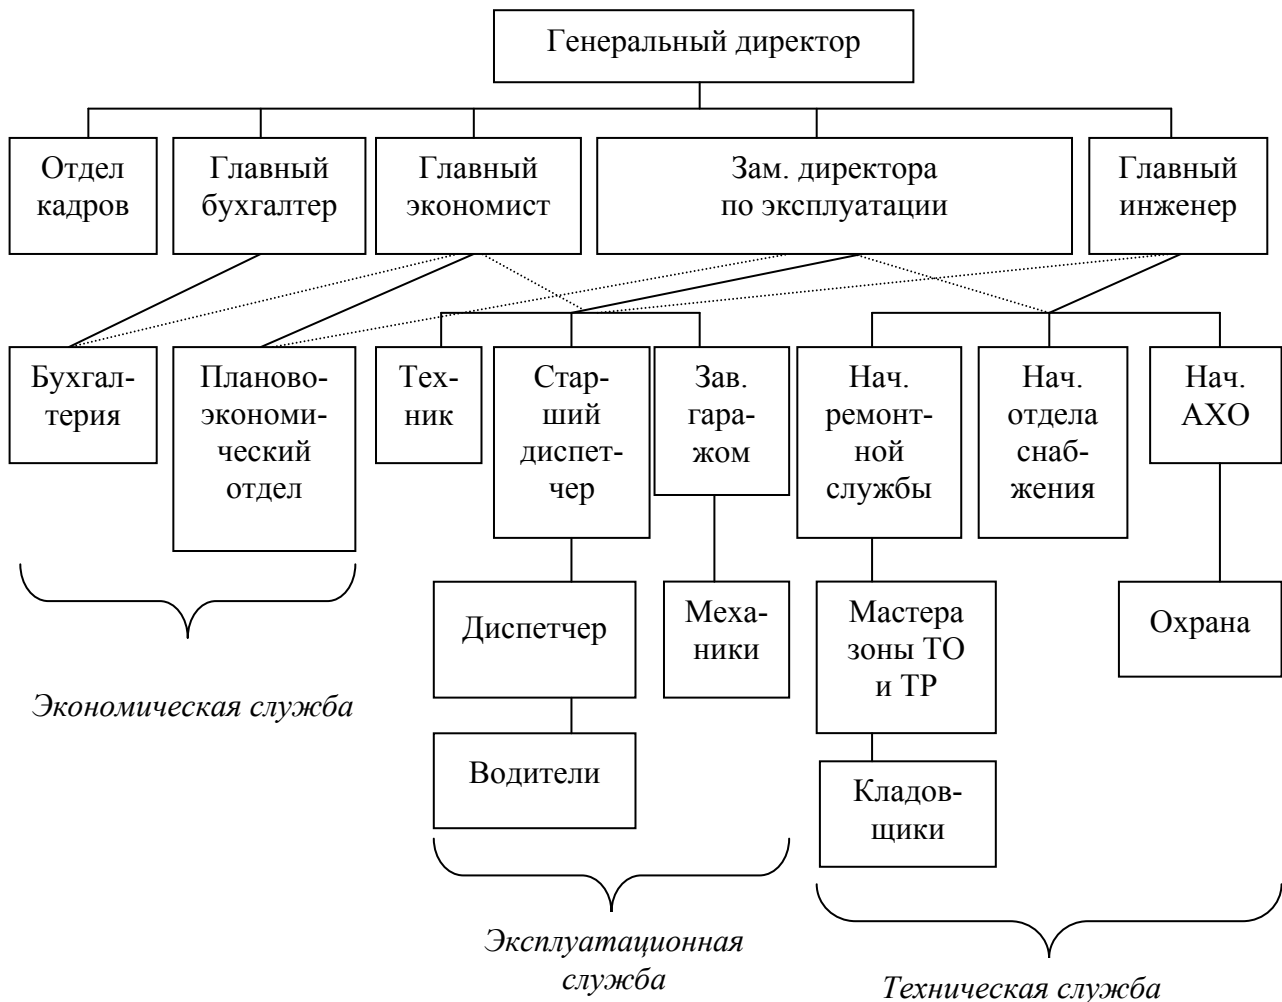 Генеральный директор
Отдел
кадров
Главный
бухгалтер
Главный
экономист
Зам. директора
по эксплуатации
Главный
инженер
Бухгал-
терия
Планово-
экономи-
ческий
отдел
Тех-
ник
Стар-
ший
диспет-
чер
Зав.
гара-
жом
Нач.
ремонт-
ной
службы
Нач.
отдела
снаб-
жения
Нач.
АХО
Диспетчер
Меха-
ники
Мастера
зоны ТО
и ТР
Охрана
Экономическая служба
Водители
Кладов-
щики
Эксплуатационная
служба
Техническая служба